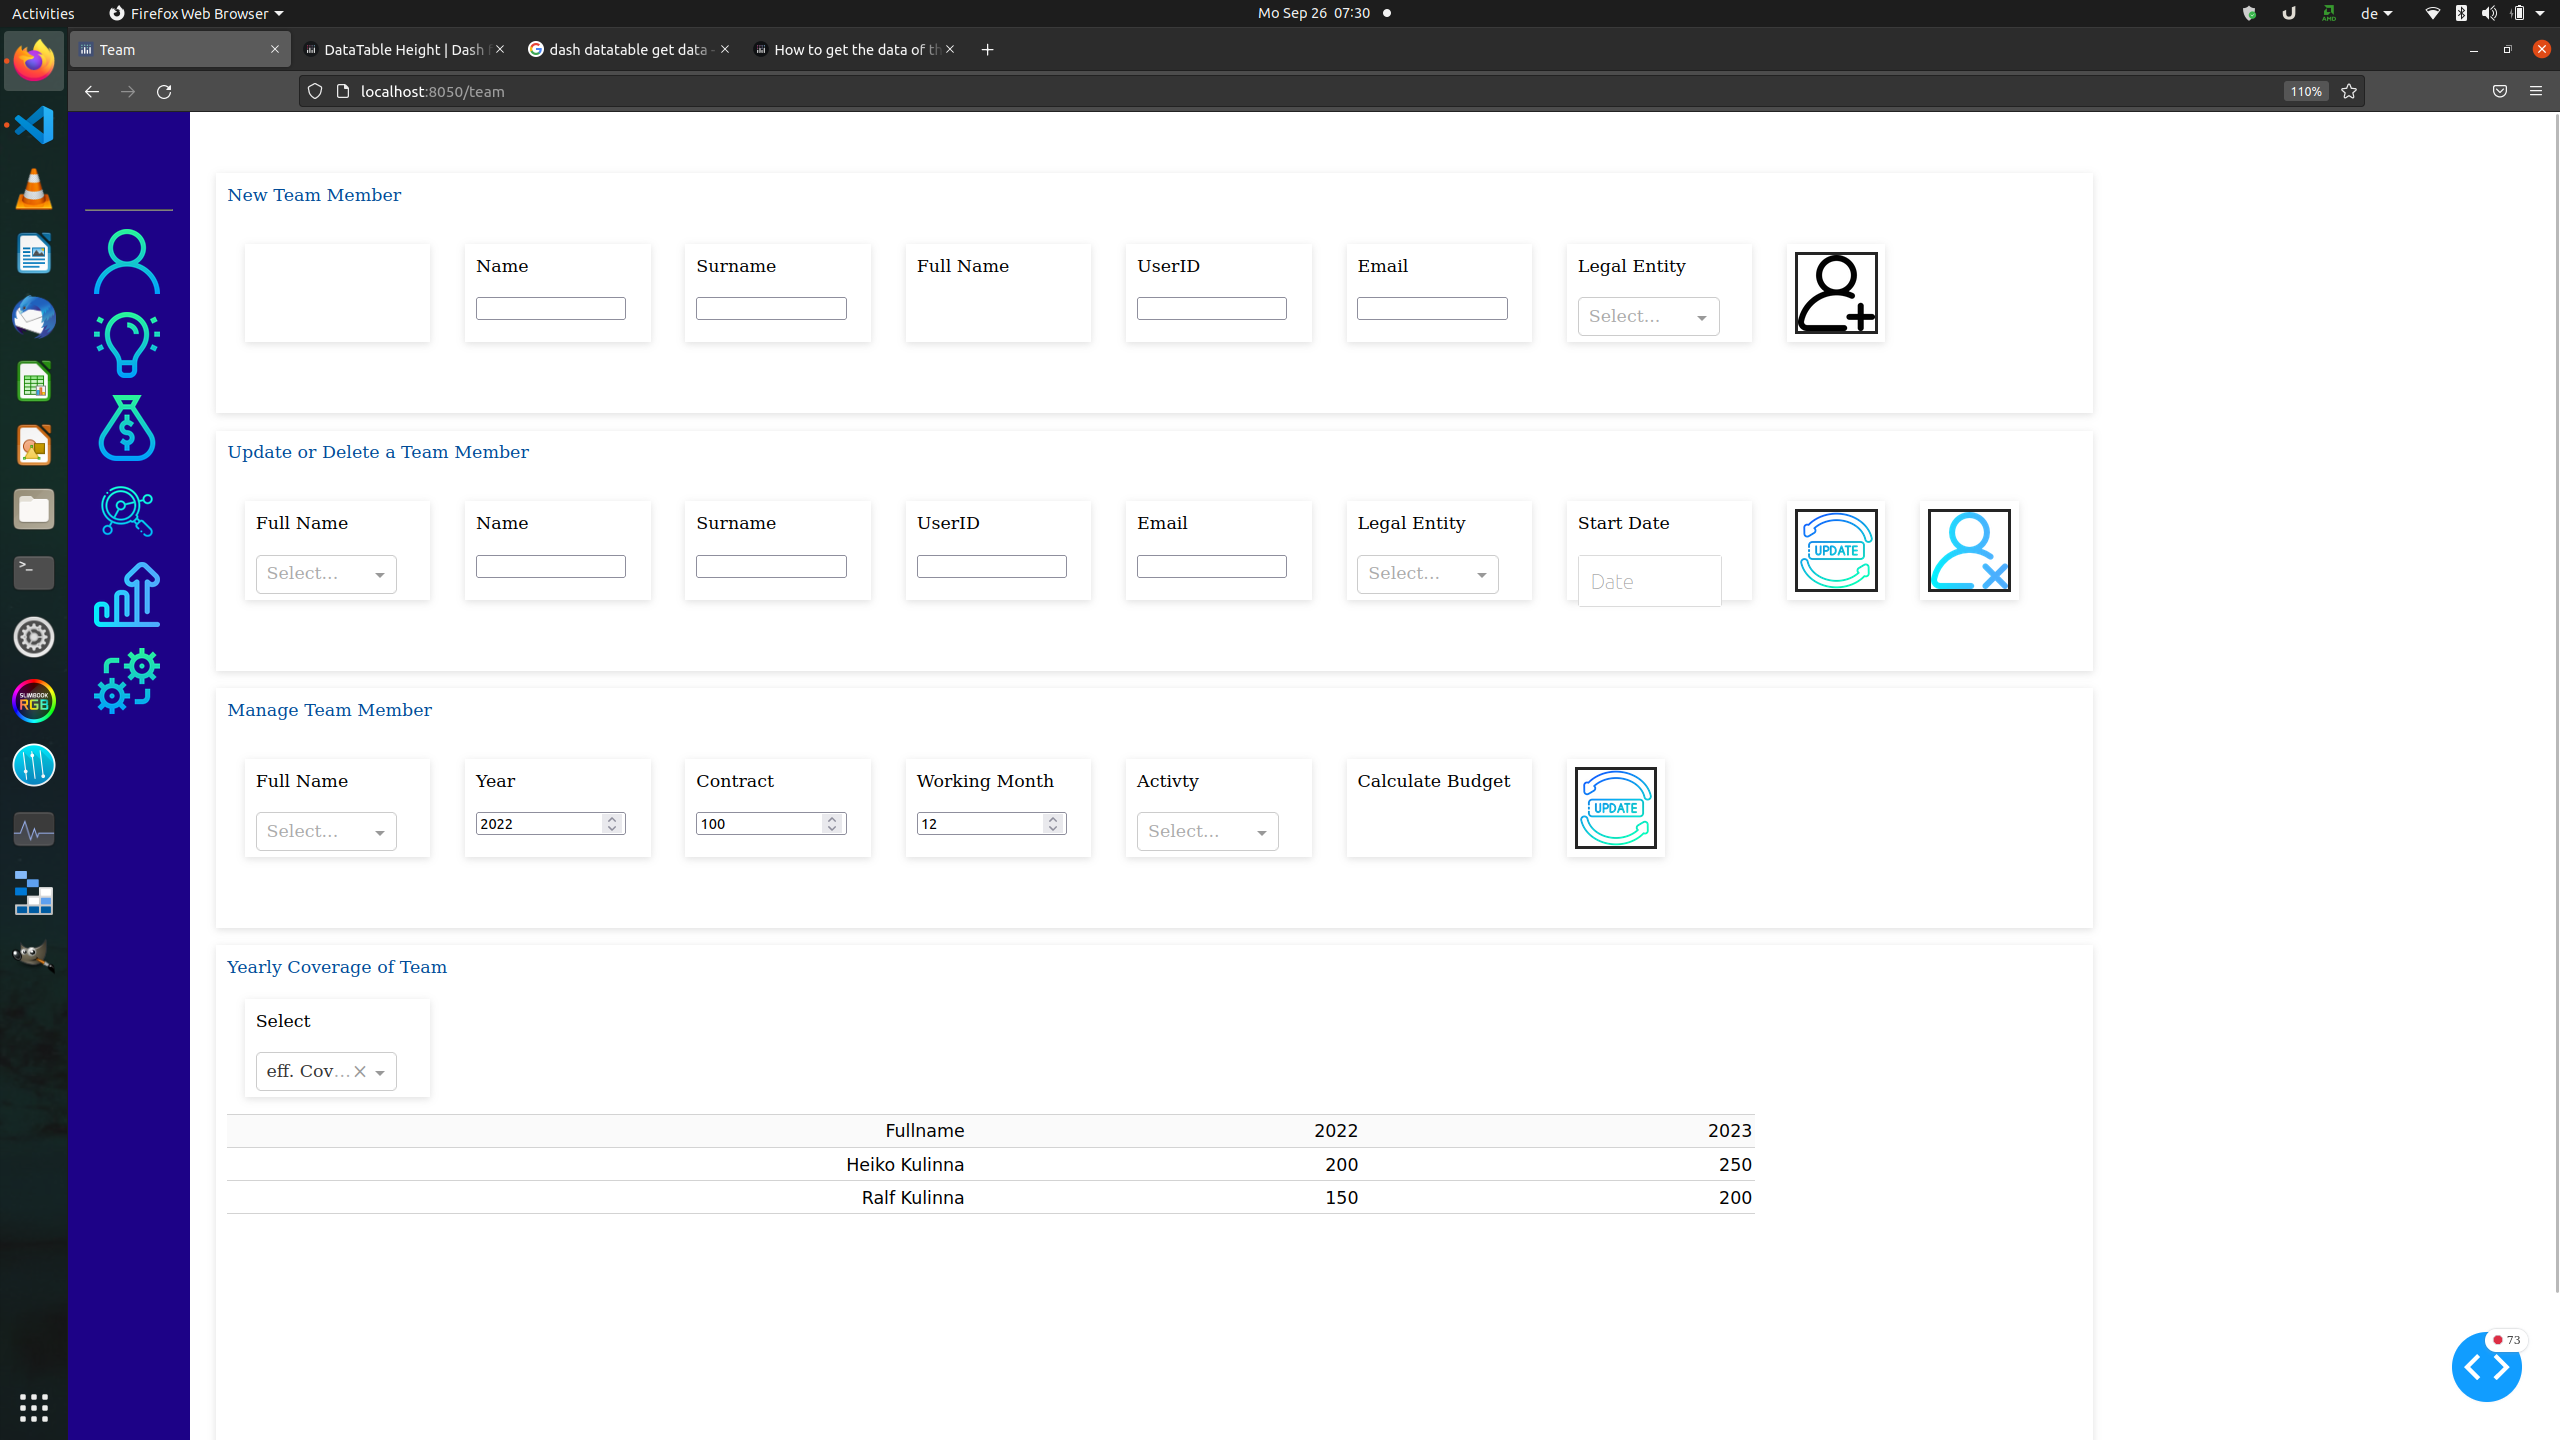 Activities Firefox Web Browser Mo Sep 26 07:30 de
Team DataTable Height | Dash f dash datatable get data - How to get the data of th
localhost:8050/team 110%
New Team Member
Name Surname Full Name UserID Email Legal Entity
Select...
Update or Delete a Team Member
Full Name Name Surname UserID Email Legal Entity Start Date
UPDATE
Select... Select... Date
Manage Team Member
Full Name Year Contract Working Month Activty Calculate Budget
UPDATE
Select... 2022 100 12 Select...
Yearly Coverage of Team
Select
eff. Cov...
Fullname 2022 2023
Heiko Kulinna 200 250
Ralf Kulinna 150 200
73
SLIMBOOK
RGB
AMD